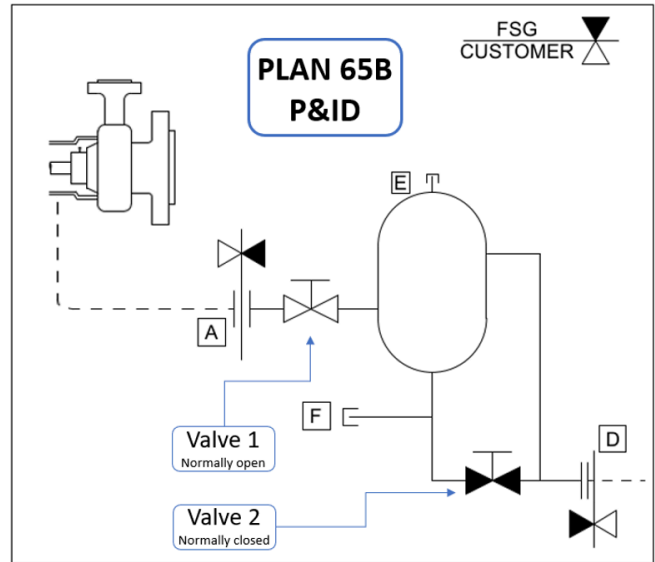 FSG
CUSTOMER
PLAN 65B
P&ID
E
A
F
D
Valve 1
Normally open
Valve 2
Normally closed